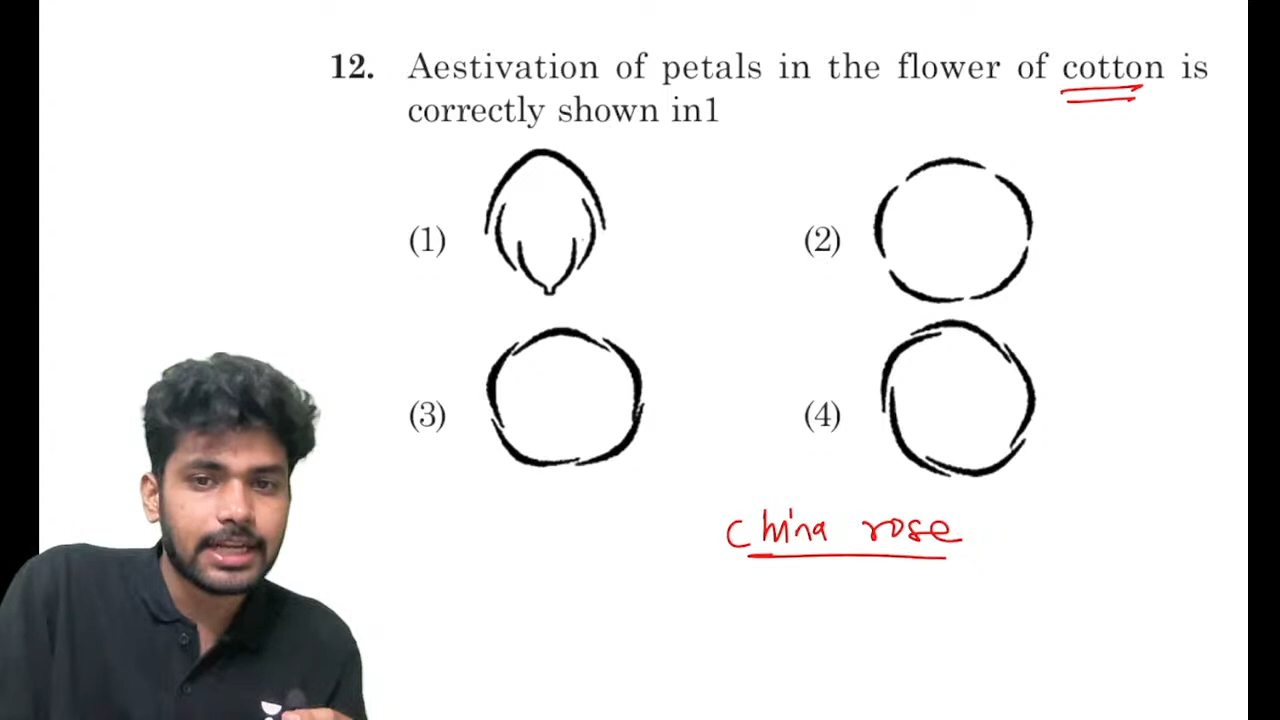 12. Aestivation of petals in the flower of cotton is
correctly shown in1
(1)
(2)
(3)
(4)
China rose